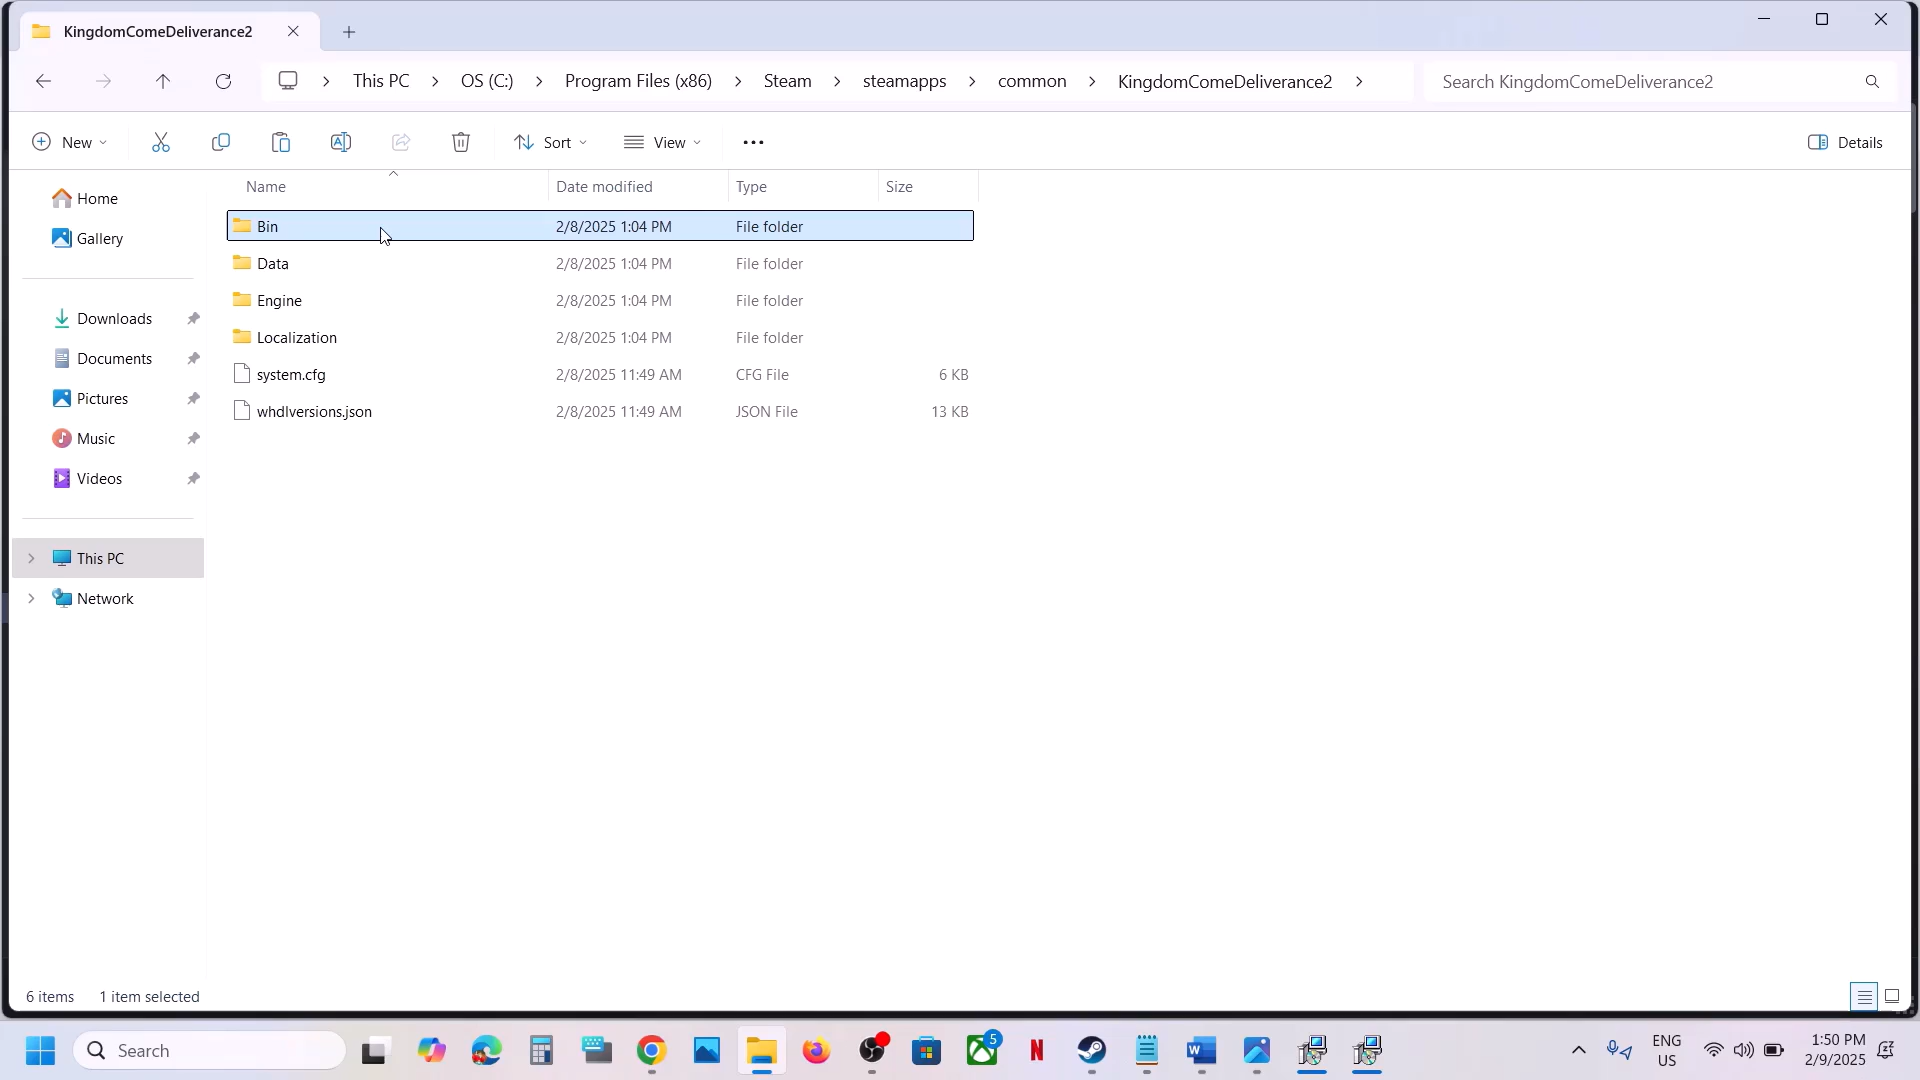 KingdomComeDeliverance2
This PC > OS (C:) > Program Files (x86) > Steam > steamapps > common > KingdomComeDeliverance2 >
Search KingdomComeDeliverance2
New
Sort
View
Details
Name Date modified Type Size
Home
Gallery
Downloads
Documents
Pictures
Music
Videos
This PC
Network
Bin 2/8/2025 1:04 PM File folder
Data 2/8/2025 1:04 PM File folder
Engine 2/8/2025 1:04 PM File folder
Localization 2/8/2025 1:04 PM File folder
system.cfg 2/8/2025 11:49 AM CFG File 6 KB
whdlversions.json 2/8/2025 11:49 AM JSON File 13 KB
6 items 1 item selected
Search
5
ENG
US
1:50 PM
2/9/2025